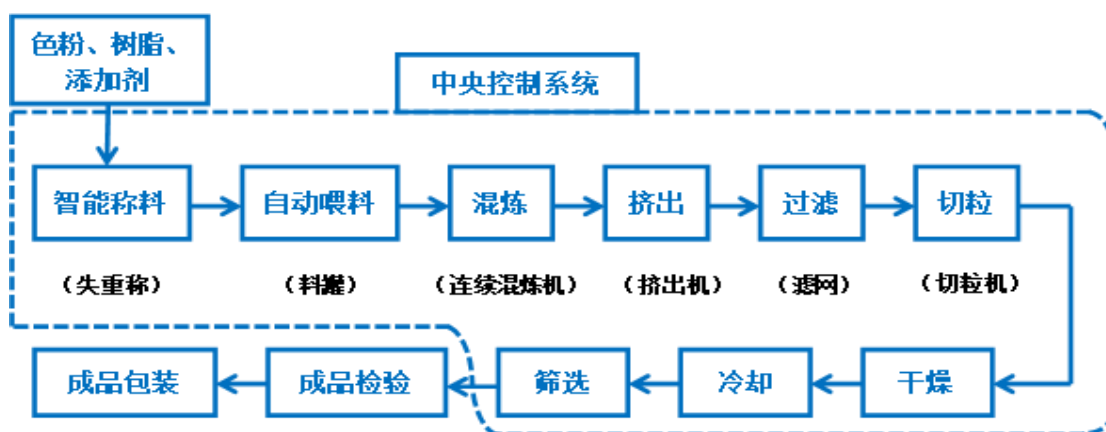 色粉、树脂、
添加剂
中央控制系统
智能称料
自动喂料
混炼
挤出
过滤
切粒
（失重称）
（料罐）
（连续混炼机）
（挤出机）
（滤网）
（切粒机）
成品包装
成品检验
筛选
冷却
干燥